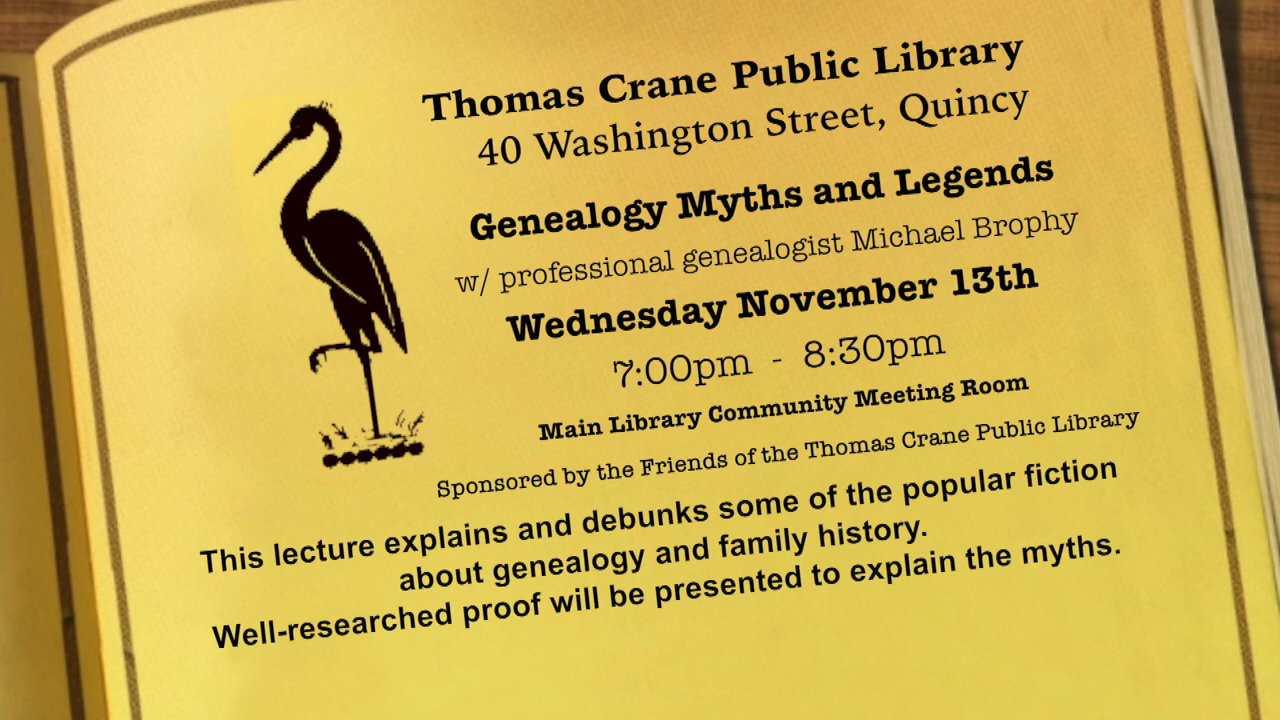 Thomas Crane Public Library
40 Washington Street, Quincy
Genealogy Myths and Legends
w/ professional genealogist Michael Brophy
Wednesday November 13th
7:00pm - 8:30pm
Main Library Community Meeting Room
Sponsored by the Friends of the Thomas Crane Public Library
This lecture explains and debunks some of the popular fiction
about genealogy and family history.
Well-researched proof will be presented to explain the myths.